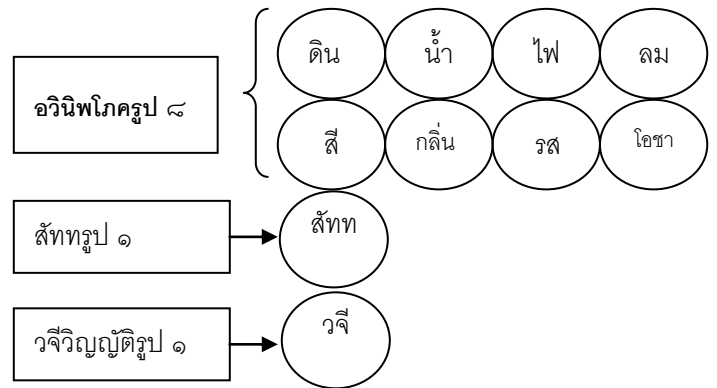 ดิน น้ำ ไฟ ลม
อวินิพโภครูป ๘
สี กลิ่น รส โอชา
สัททรูป ๑ สัทท
วจีวิญญัติรูป ๑ วจี